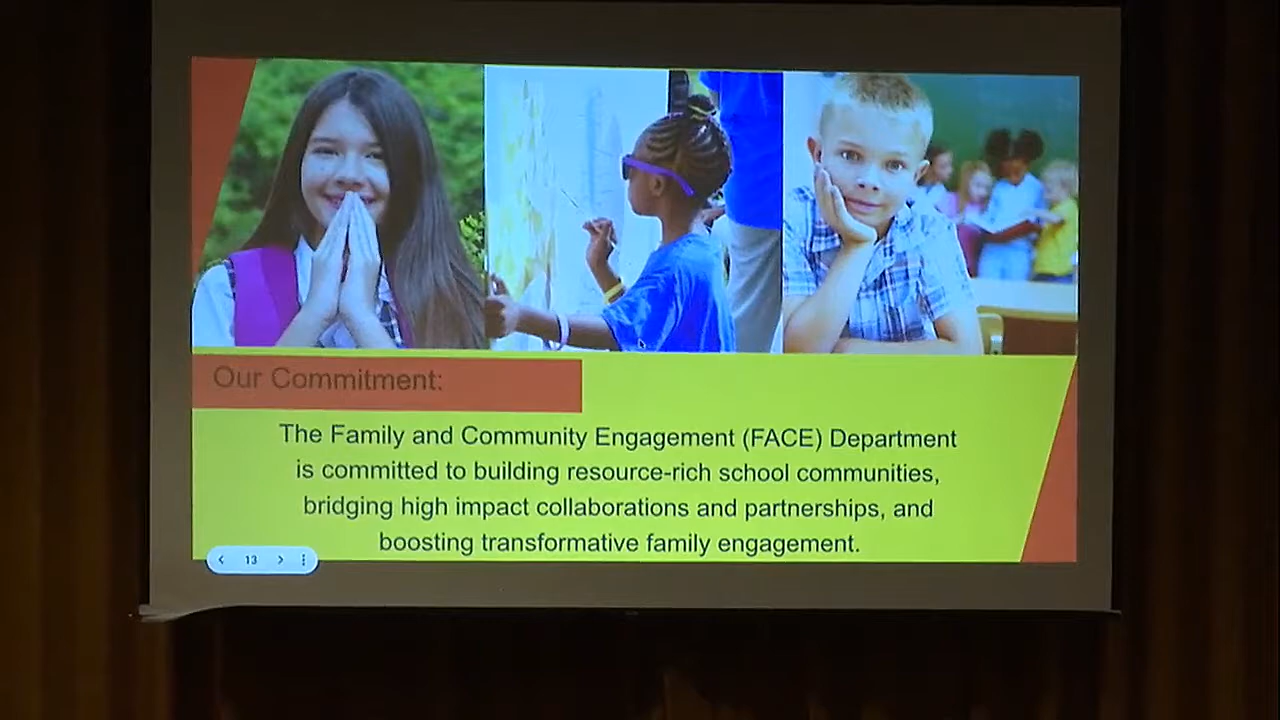 Our Commitment:
The Family and Community Engagement (FACE) Department
is committed to building resource-rich school communities,
bridging high impact collaborations and partnerships, and
boosting transformative family engagement.
13